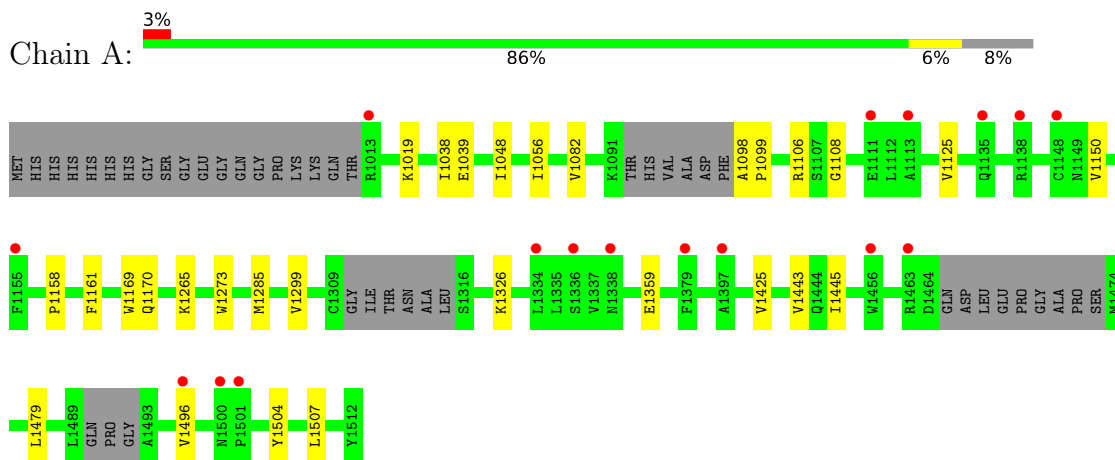 3%
Chain A:
86% 6% 8%
MET HIS HIS HIS HIS HIS HIS HIS HIS GLY SER GLY GLU GLY GLN GLY PRO LYS LYS GLN THR R1013 K1019 I1038 E1039 I1048 I1056 V1082 K1091 THR HIS VAL ALA ASP PHE A1098 P1099 R1106 S1107 G1108 E1111 L1112 A1113 V1125 Q1135 R1138 C1148 N1149 V1150
F1155 P1158 F1161 W1169 Q1170 K1265 W1273 M1285 V1299 C1309 GLY ILE THR ASN ALA LEU S1316 K1326 L1334 L1335 S1336 V1337 N1338 E1359 F1379 A1397 V1425 V1443 Q1444 I1445 W1456 R1463 D1464 GLN ASP LEU GLU PRO GLY ALA PRO SER M1474
L1479 L1489 GLN PRO GLY A1493 V1496 N1500 P1501 Y1504 L1507 Y1512